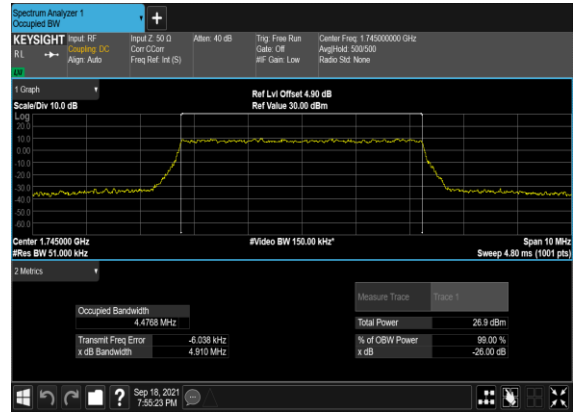 Spectrum Analyzer 1
Occupied BW
+
KEYSIGHT Input: RF Input Z: 50 Ω Atten: 40 dB Trig: Free Run Center Freq: 1.745000000 GHz
RL Coupling: DC Corr CCorr Gate: Off Avg|Hold: 500/500
Align: Auto Freq Ref: Int (S) #IF Gain: Low Radio Std: None
LW
1 Graph
Ref Lvl Offset 4.90 dB
Scale/Div 10.0 dB Ref Value 30.00 dBm
Log
20.0
10.0
0.00
-10.0
-20.0
-30.0
-40.0
-50.0
-60.0
Center 1.745000 GHz #Video BW 150.00 kHz* Span 10 MHz
#Res BW 51.000 kHz Sweep 4.80 ms (1001 pts)
2 Metrics
Measure Trace Trace 1
Occupied Bandwidth
4.4768 MHz Total Power 26.9 dBm
Transmit Freq Error -6.038 kHz % of OBW Power 99.00 %
x dB Bandwidth 4.910 MHz x dB -26.00 dB
? Sep 18, 2021
7:55:23 PM